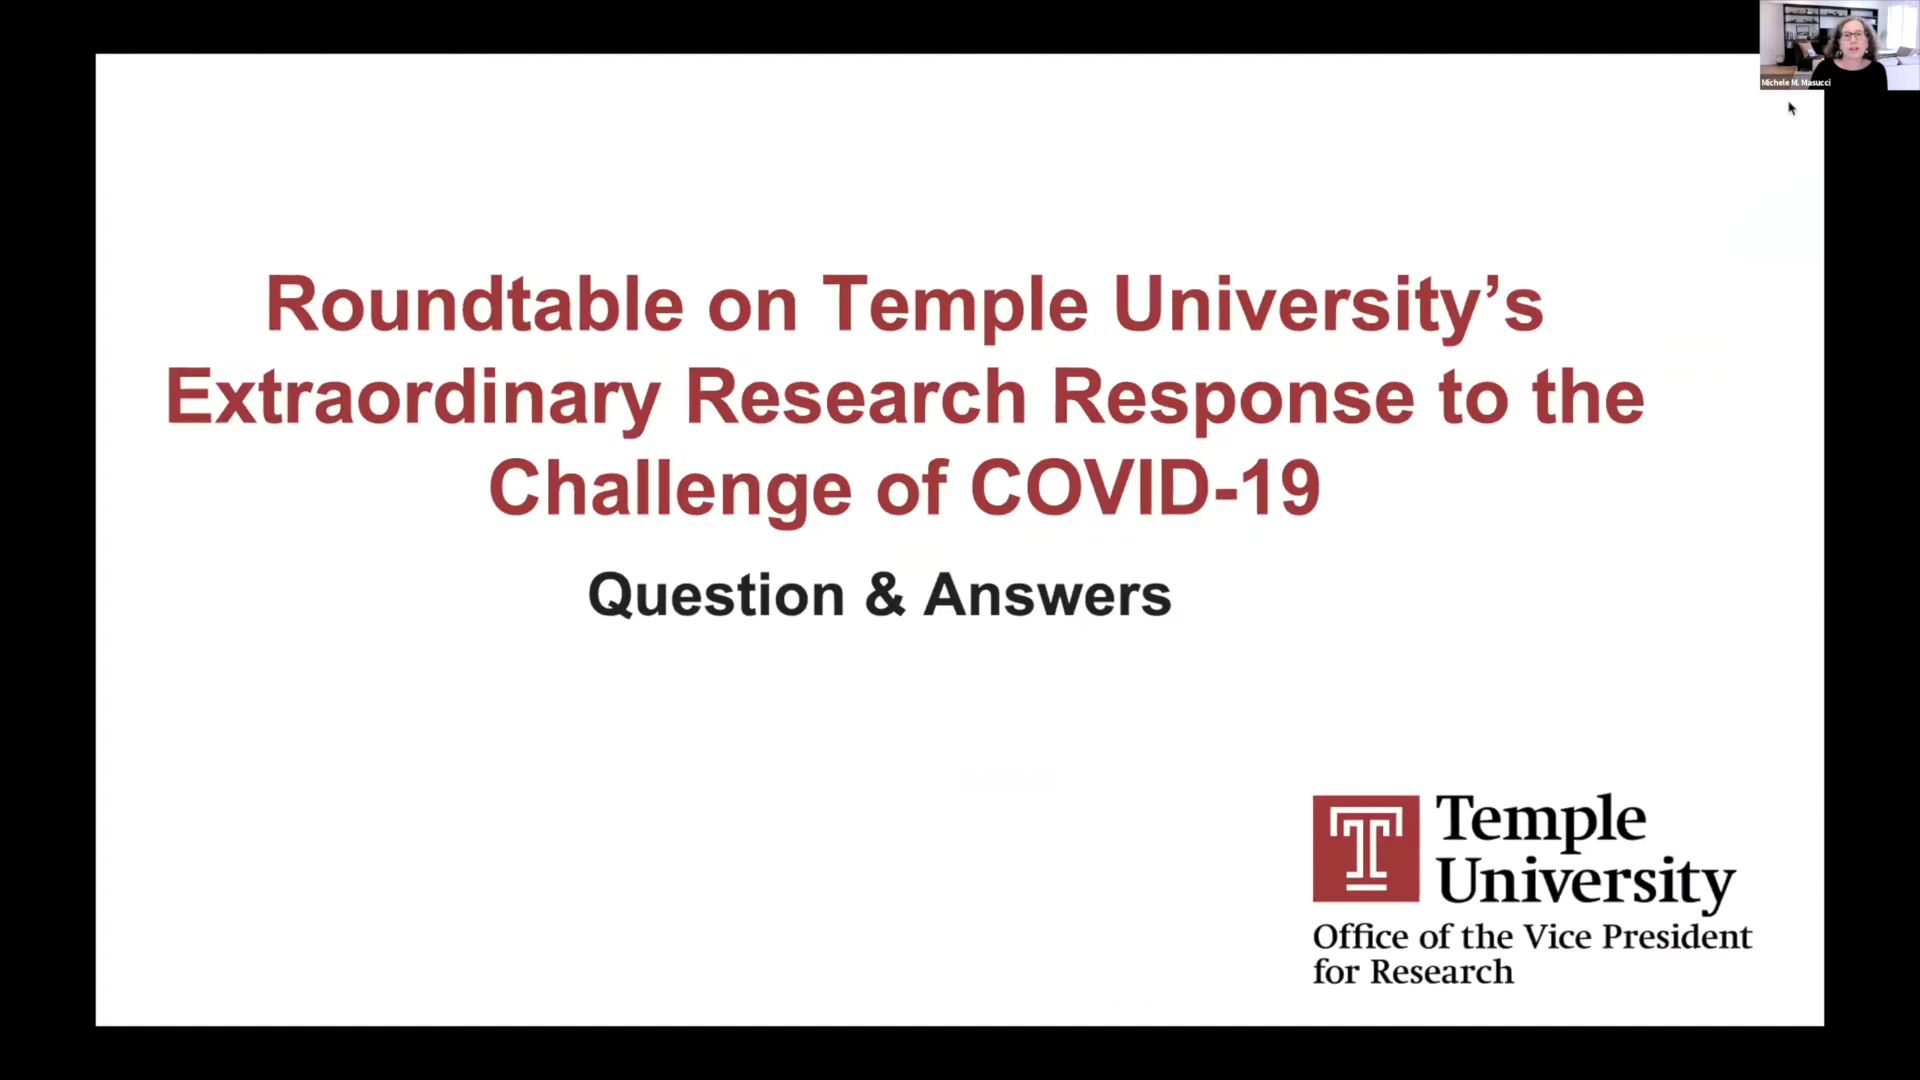 Michele M. Masucci
Roundtable on Temple University’s
Extraordinary Research Response to the
Challenge of COVID-19
Question & Answers
Temple
University
Office of the Vice President
for Research